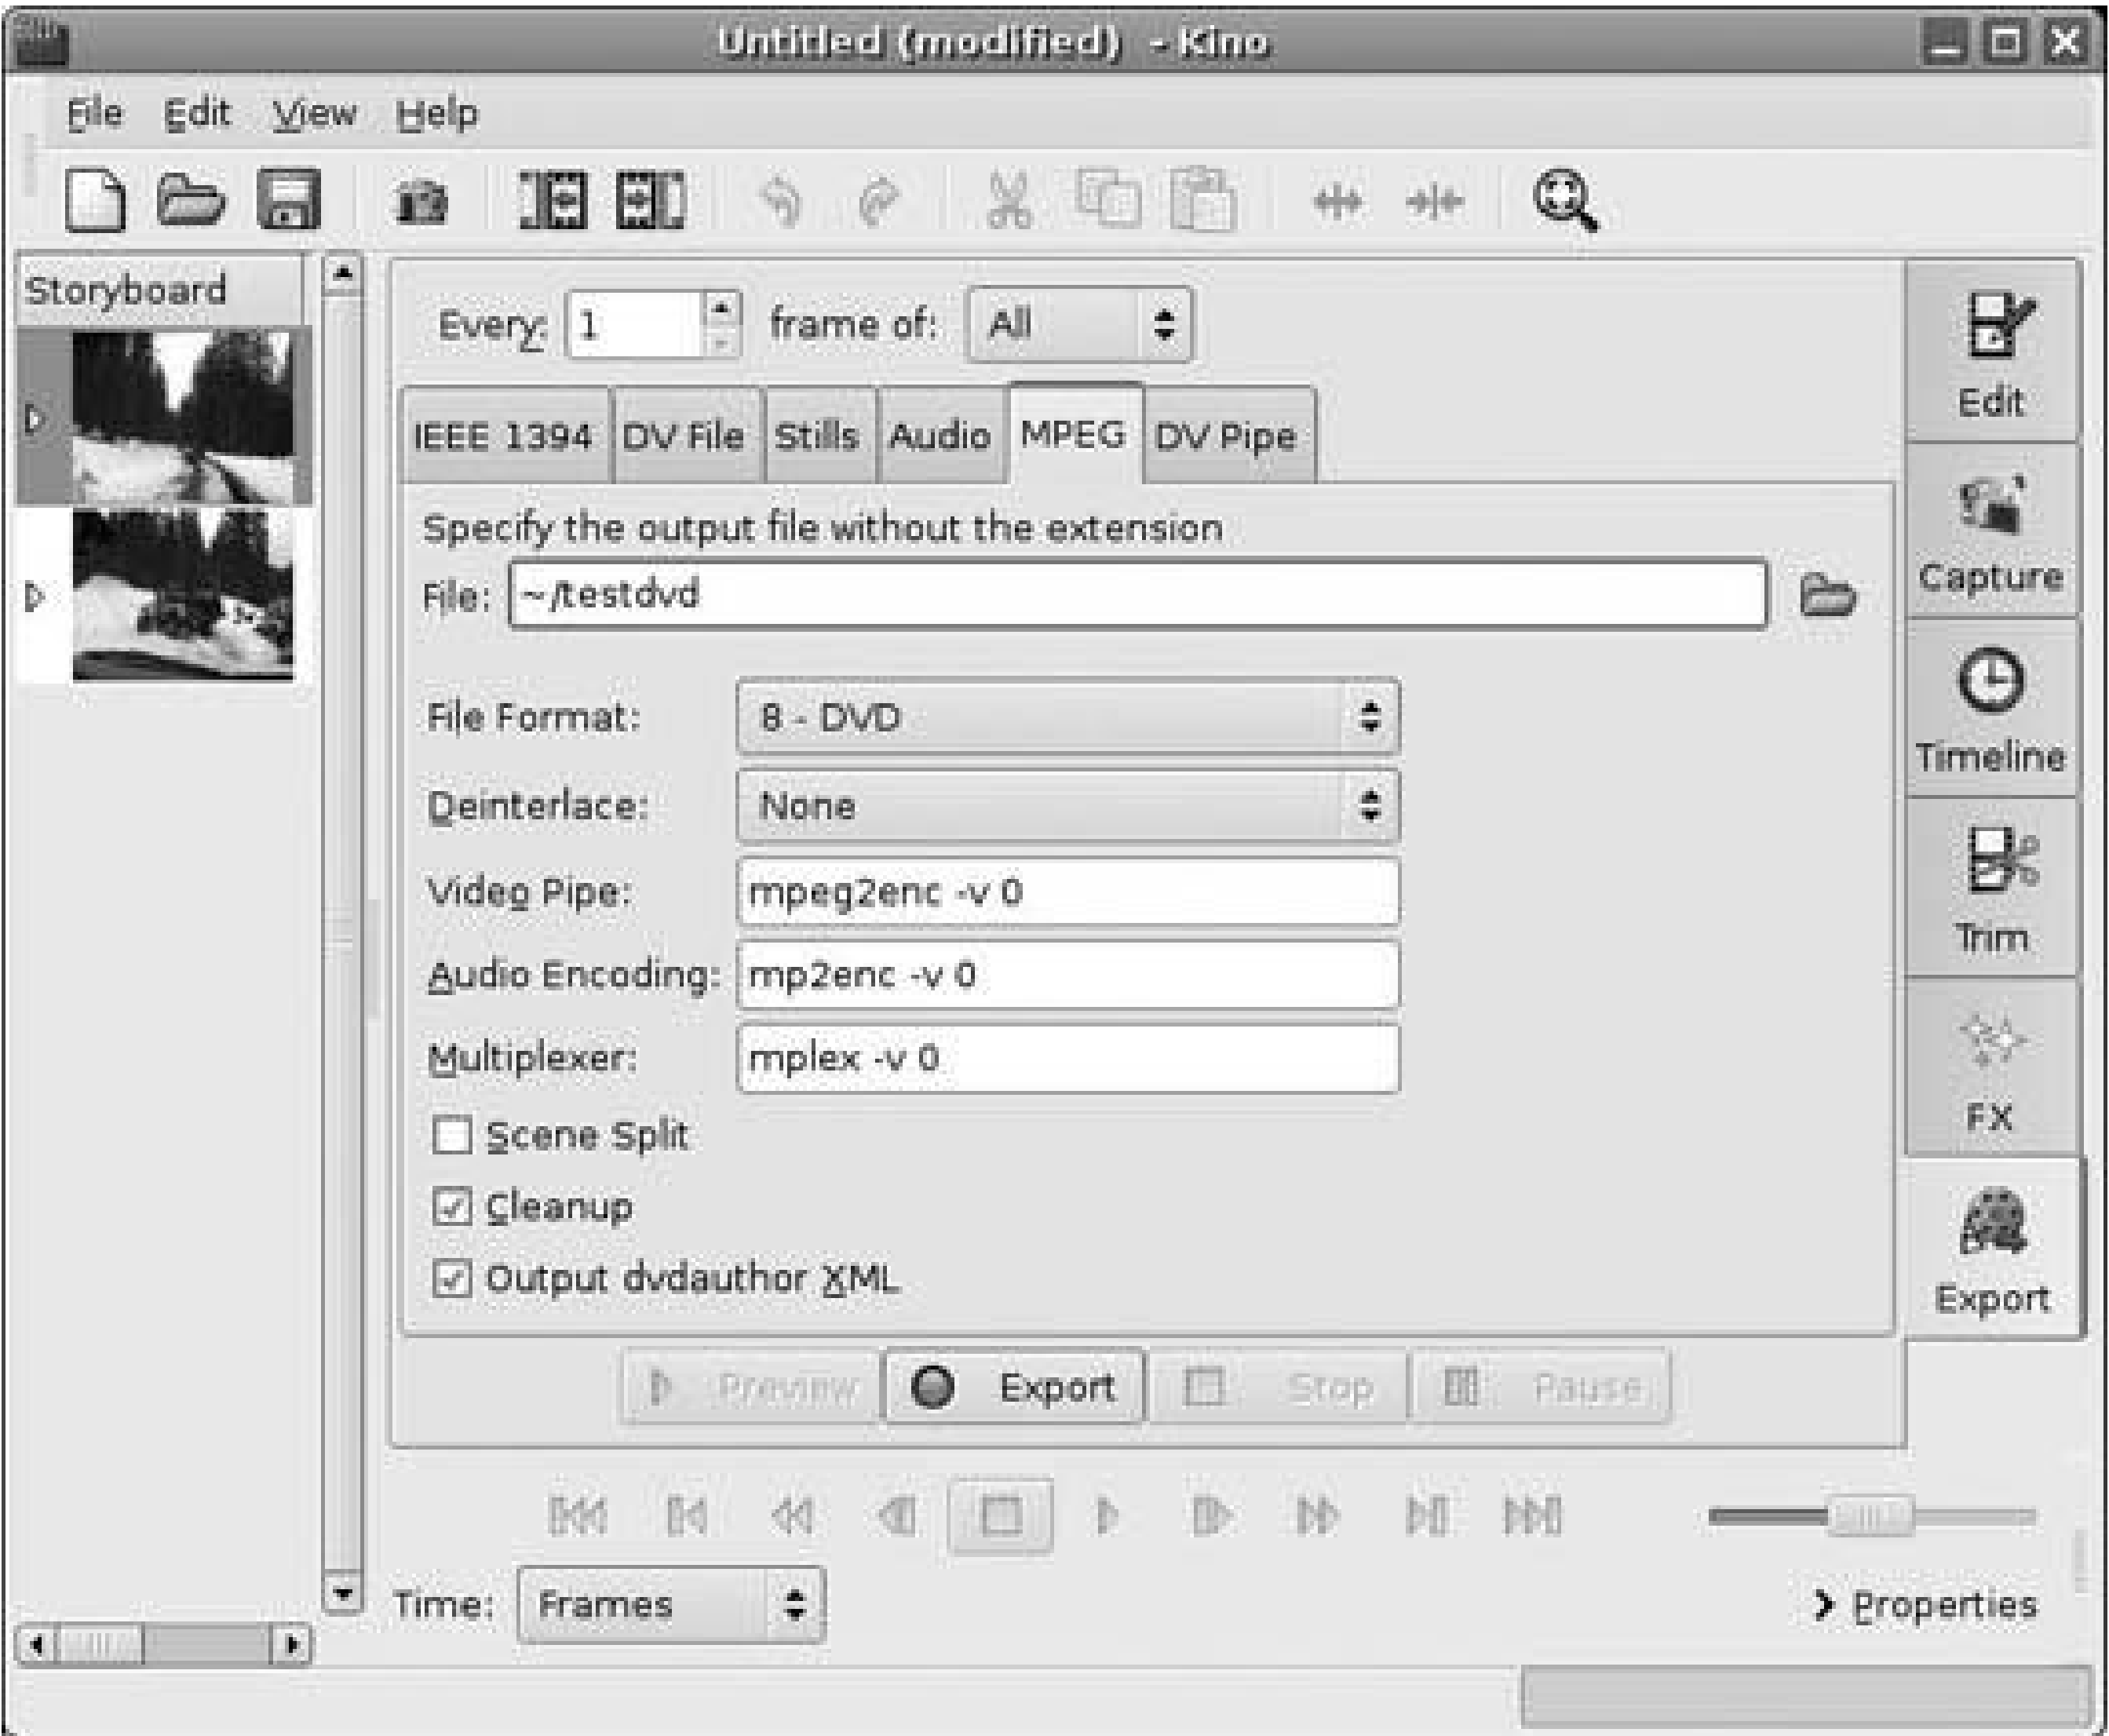 Untitled (modified) - Kino
File Edit View Help
Storyboard
Every: 1 frame of: All
IEEE 1394 DV File Stills Audio MPEG DV Pipe
Specify the output file without the extension
File: ~/testdvd
File Format: 8 - DVD
Deinterlace: None
Video Pipe: mpeg2enc -v 0
Audio Encoding: mp2enc -v 0
Multiplexer: mplex -v 0
Scene Split
Cleanup
Output dvdauthor XML
Preview Export Stop Pause
Edit
Capture
Timeline
Trim
FX
Export
Time: Frames
Properties